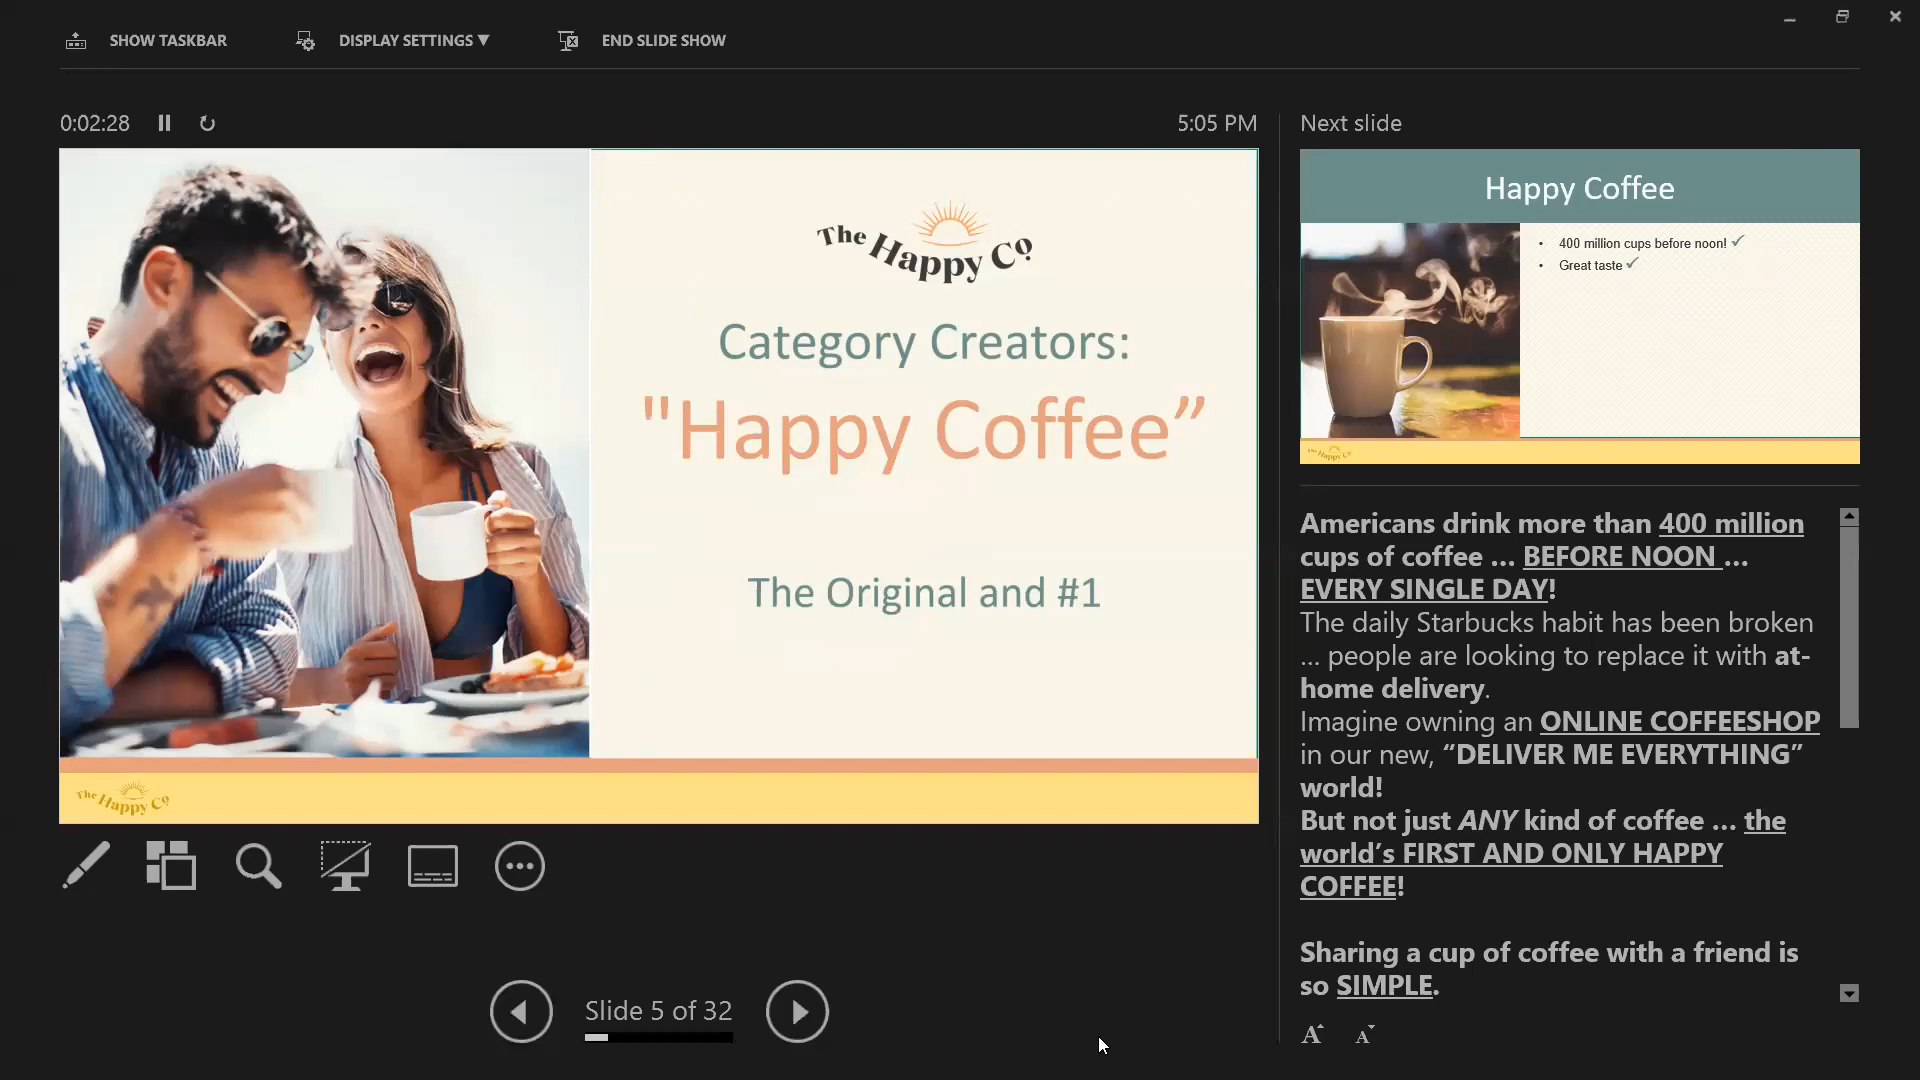 SHOW TASKBAR
DISPLAY SETTINGS ▼
END SLIDE SHOW
0:02:28
5:05 PM
Next slide
The Happy Co.
Category Creators:
"Happy Coffee”
The Original and #1
The Happy Co.
Happy Coffee
• 400 million cups before noon! ✓
• Great taste ✓
The Happy Co.
Americans drink more than 400 million
cups of coffee ... BEFORE NOON ...
EVERY SINGLE DAY!
The daily Starbucks habit has been broken
... people are looking to replace it with at-
home delivery.
Imagine owning an ONLINE COFFEESHOP
in our new, “DELIVER ME EVERYTHING”
world!
But not just ANY kind of coffee ... the
world’s FIRST AND ONLY HAPPY
COFFEE!
Sharing a cup of coffee with a friend is
so SIMPLE.
Slide 5 of 32
A A